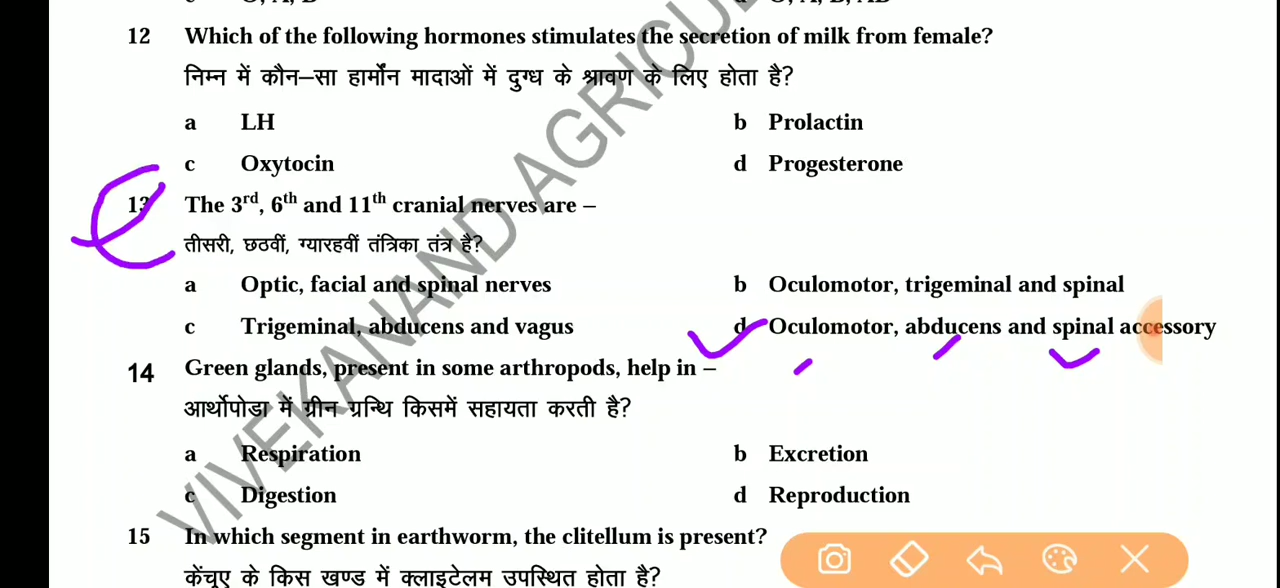 12 Which of the following hormones stimulates the secretion of milk from female?
निम्न में कौन–सा हार्मोंन मादाओं में दुग्ध के श्रावण के लिए होता है?
a LH b Prolactin
c Oxytocin d Progesterone
13 The 3rd, 6th and 11th cranial nerves are –
तीसरी, छठवीं, ग्यारहवीं तंत्रिका तंत्र है?
a Optic, facial and spinal nerves b Oculomotor, trigeminal and spinal
c Trigeminal, abducens and vagus d Oculomotor, abducens and spinal accessory
14 Green glands, present in some arthropods, help in –
आर्थोपोडा में ग्रीन ग्रन्थि किसमें सहायता करती है?
a Respiration b Excretion
c Digestion d Reproduction
15 In which segment in earthworm, the clitellum is present?
केंचूए के किस खण्ड में क्लाइटेलम उपस्थित होता है?
VIVEKANAND